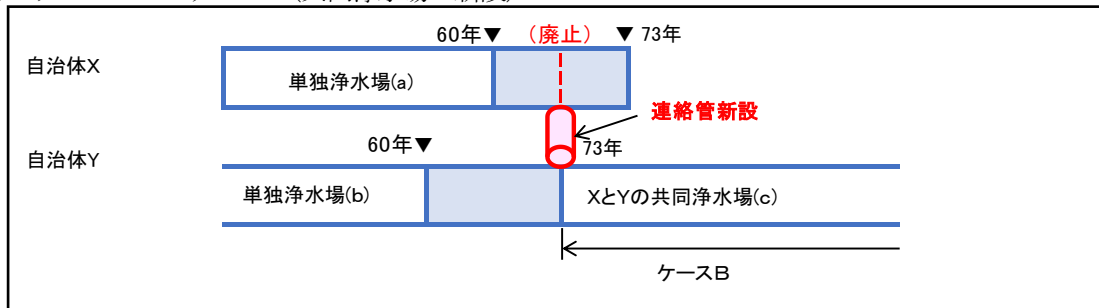 60年▼ (廃止) ▼ 73年
自治体X
単独浄水場(a)
連絡管新設
60年▼ 73年
自治体Y
単独浄水場(b)
XとYの共同浄水場(c)
ケースB